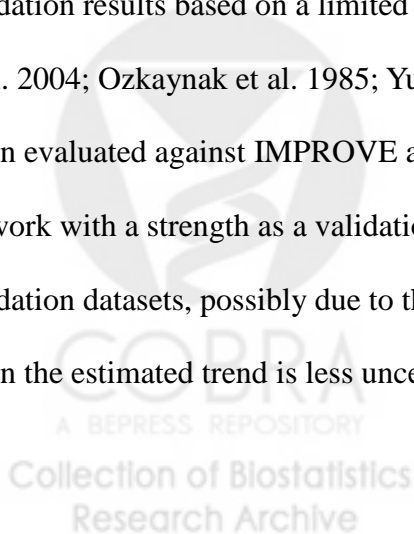 dation results based on a limited
. 2004; Ozkaynak et al. 1985; Yu
n evaluated against IMPROVE a
work with a strength as a validatio
dation datasets, possibly due to th
n the estimated trend is less unce
COBRA
A BEPRESS REPOSITORY
Collection of Biostatistics
Research Archive